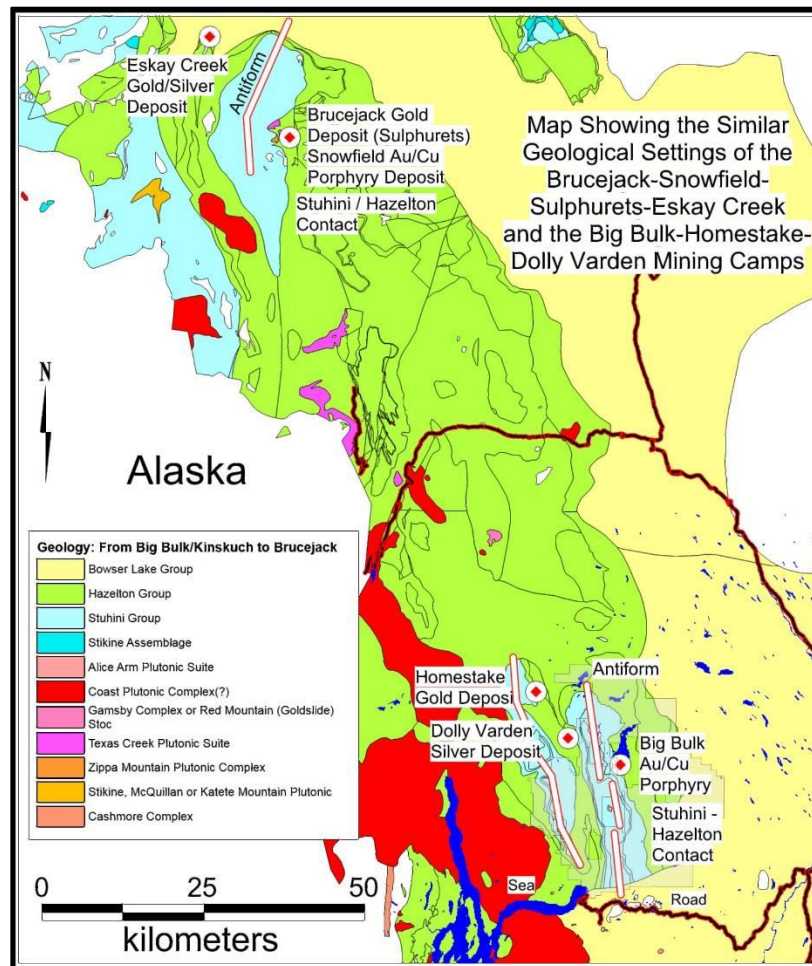 Eskay Creek
Gold/Silver
Deposit
Antiform
Brucejack Gold
Deposit (Sulphurets)
Snowfield Au/Cu
Porphyry Deposit
Stuhini / Hazelton
Contact
Map Showing the Similar
Geological Settings of the
Brucejack-Snowfield-
Sulphurets-Eskay Creek
and the Big Bulk-Homestake-
Dolly Varden Mining Camps
N
Alaska
Geology: From Big Bulk/Kinskuch to Brucejack
Bowser Lake Group
Hazelton Group
Stuhini Group
Stikine Assemblage
Alice Arm Plutonic Suite
Coast Plutonic Complex(?)
Gamsby Complex or Red Mountain (Goldslide)
Stoc
Texas Creek Plutonic Suite
Zippa Mountain Plutonic Complex
Stikine, McQuillan or Katete Mountain Plutonic
Cashmore Complex
Homestake
Gold Deposi
Dolly Varden
Silver Deposit
Antiform
Big Bulk
Au/Cu
Porphyry
Stuhini -
Hazelton
Contact
Sea
Road
0 25 50
kilometers